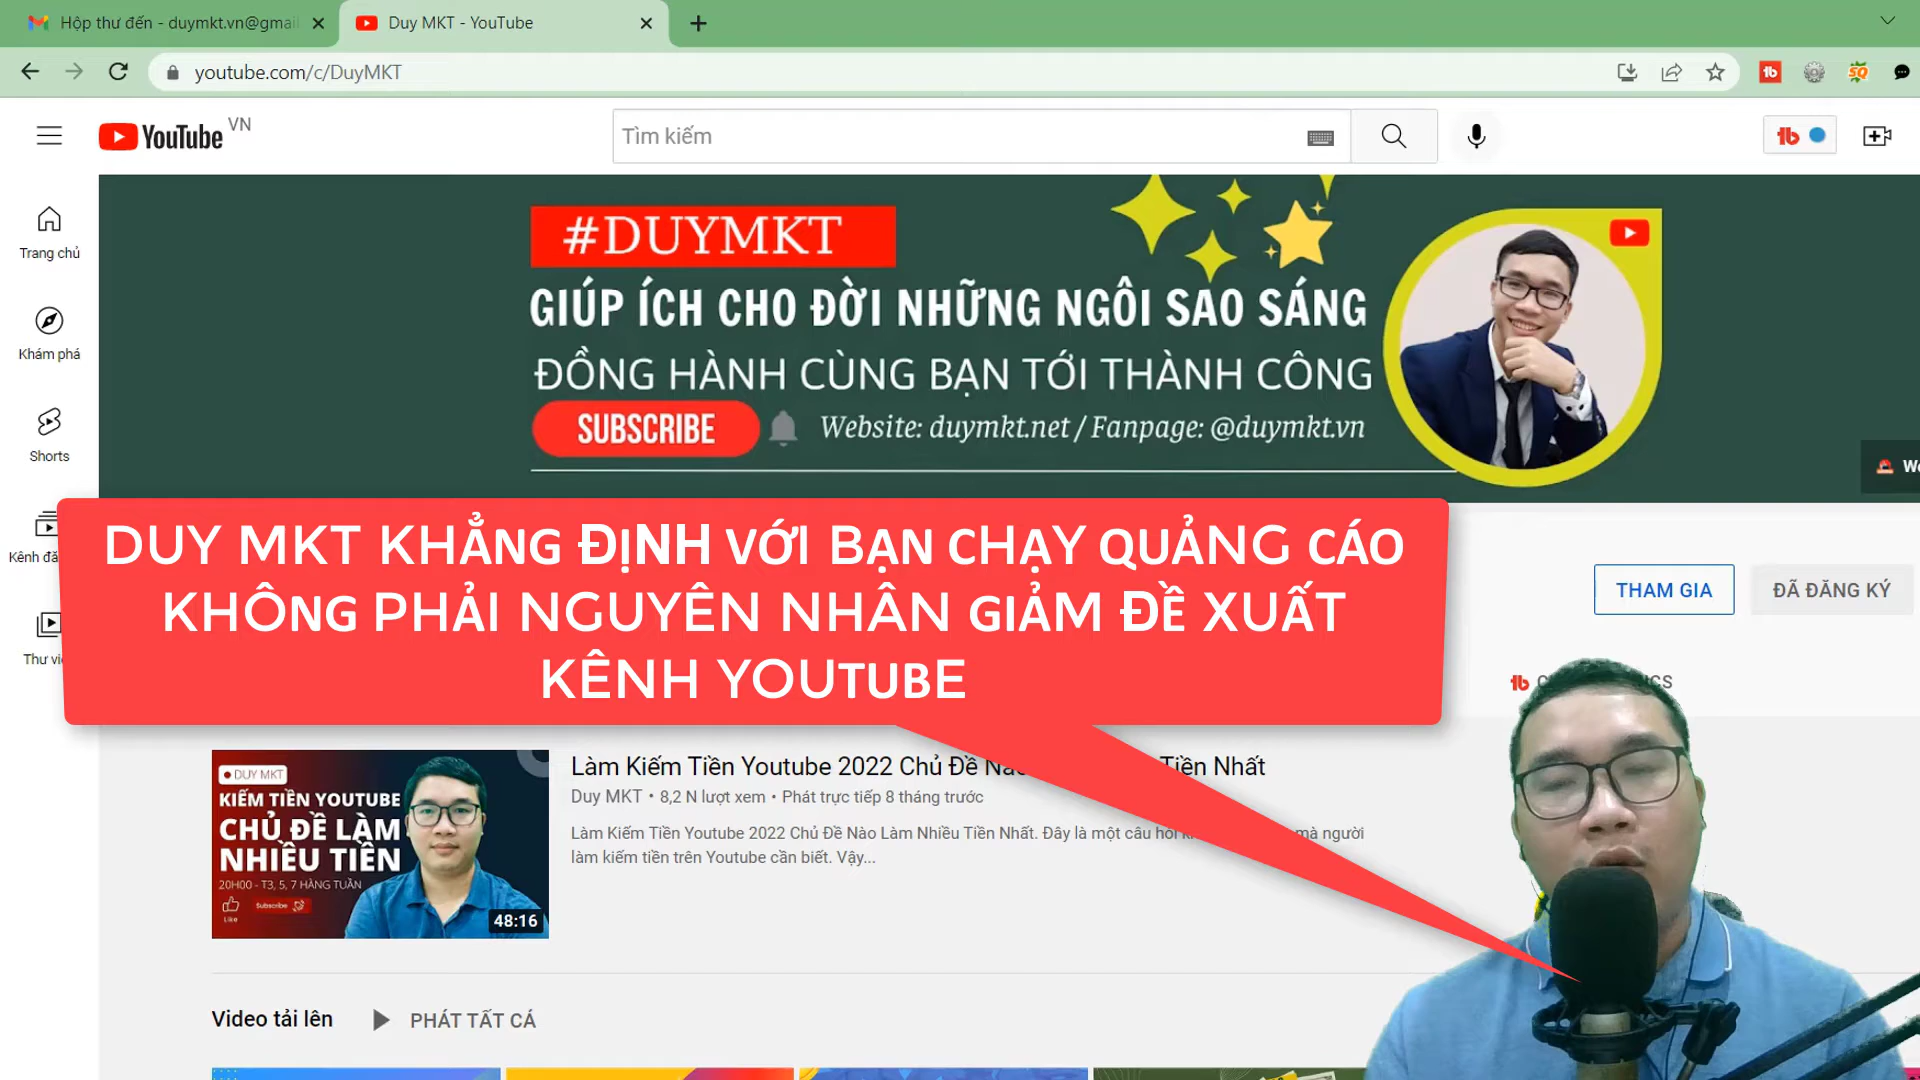 Hộp thư đến - duymkt.vn@gmai
Duy MKT - YouTube
youtube.com/c/DuyMKT
YouTube VN
Tìm kiếm
Trang chủ
Khám phá
Shorts
Kênh đă
Thư vi
#DUYMKT
GIÚP ÍCH CHO ĐỜI NHỮNG NGÔI SAO SÁNG
ĐỒNG HÀNH CÙNG BẠN TỚI THÀNH CÔNG
SUBSCRIBE
Website: duymkt.net / Fanpage: @duymkt.vn
DUY MKT KHẲNG ĐỊNH VỚI BẠN CHẠY QUẢNG CÁO
KHÔNG PHẢI NGUYÊN NHÂN GIẢM ĐỀ XUẤT
KÊNH YOUTUBE
THAM GIA
ĐÃ ĐĂNG KÝ
DUY MKT
KIẾM TIỀN YOUTUBE
CHỦ ĐỀ LÀM
NHIỀU TIỀN
20H00 - T3, 5, 7 HÀNG TUẦN
Like
Subscribe
48:16
Làm Kiếm Tiền Youtube 2022 Chủ Đề Nào Tiền Nhất
Duy MKT • 8,2 N lượt xem • Phát trực tiếp 8 tháng trước
Làm Kiếm Tiền Youtube 2022 Chủ Đề Nào Làm Nhiều Tiền Nhất. Đây là một câu hỏi mà người
làm kiếm tiền trên Youtube cần biết. Vậy...
Video tải lên
PHÁT TẤT CẢ